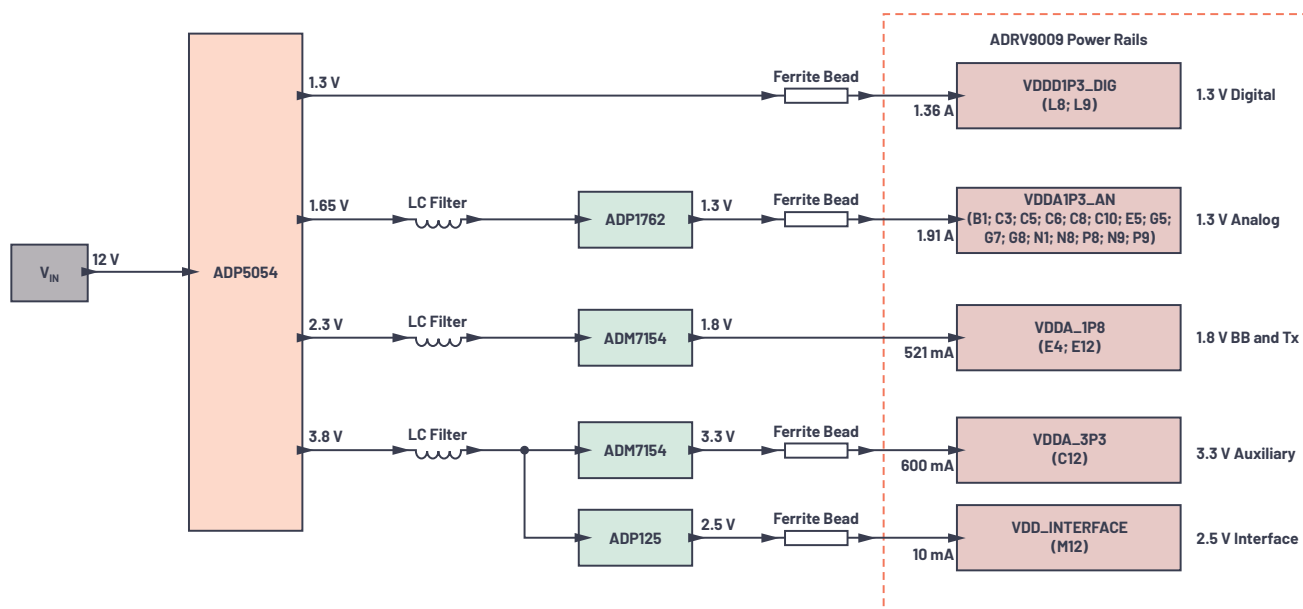 ADRV9009 Power Rails
1.3 V
Ferrite Bead
1.36 A
VDDD1P3_DIG
(L8; L9)
1.3 V Digital
1.65 V
LC Filter
ADP1762
1.3 V
Ferrite Bead
1.91 A
VDDA1P3_AN
(B1; C3; C5; C6; C8; C10; E5; G5;
G7; G8; N1; N8; P8; N9; P9)
1.3 V Analog
VIN
12 V
ADP5054
2.3 V
LC Filter
ADM7154
1.8 V
521 mA
VDDA_1P8
(E4; E12)
1.8 V BB and Tx
3.8 V
LC Filter
ADM7154
3.3 V
Ferrite Bead
600 mA
VDDA_3P3
(C12)
3.3 V Auxiliary
ADP125
2.5 V
Ferrite Bead
10 mA
VDD_INTERFACE
(M12)
2.5 V Interface